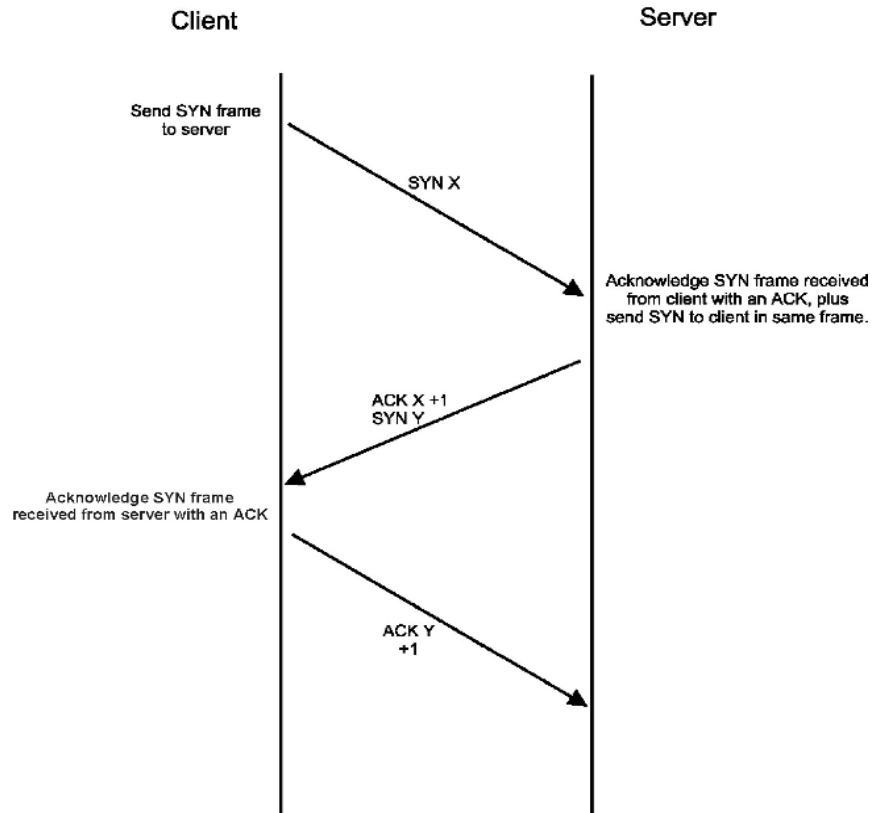 Client
Server
Send SYN frame
to server
SYN X
Acknowledge SYN frame received
from client with an ACK, plus
send SYN to client in same frame.
ACK X +1
SYN Y
Acknowledge SYN frame
received from server with an ACK
ACK Y
+1